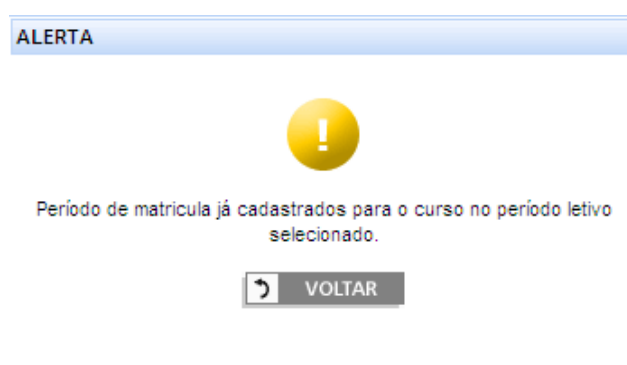 ALERTA
!
Período de matricula já cadastrados para o curso no período letivo
selecionado.
VOLTAR